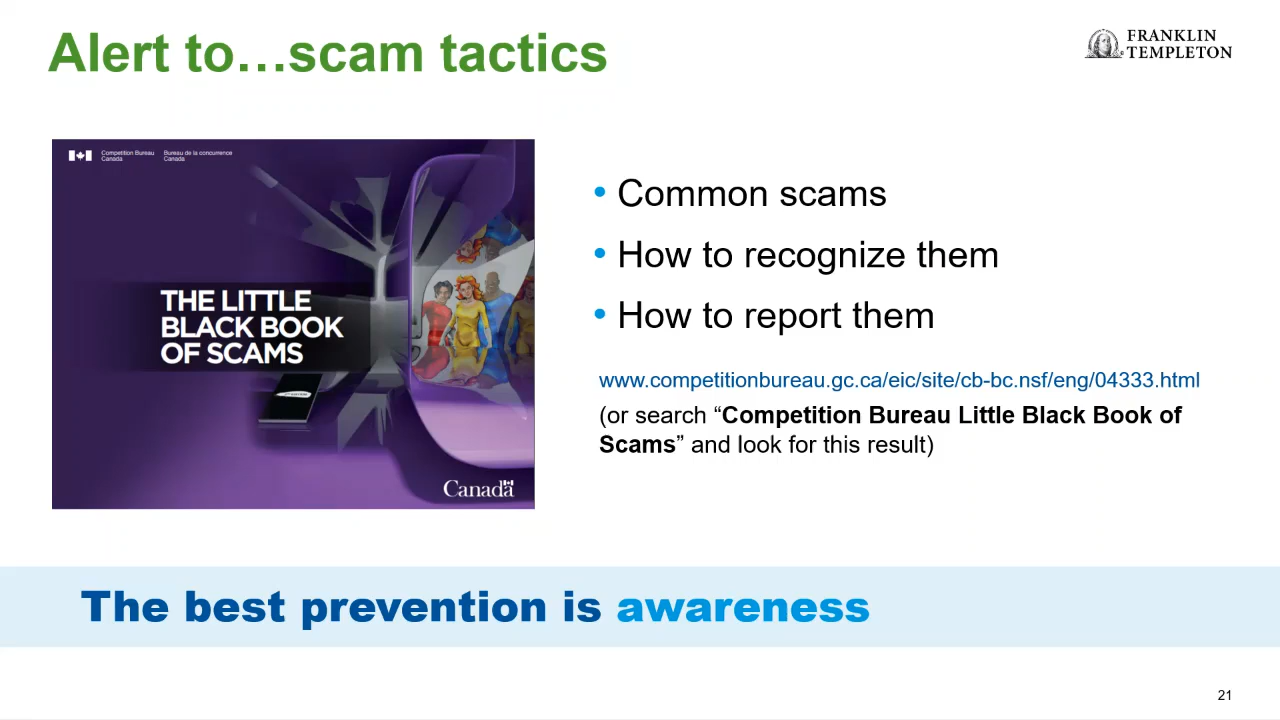 Alert to…scam tactics
FRANKLIN
TEMPLETON
Competition Bureau
Canada
Bureau de la concurrence
Canada
THE LITTLE
BLACK BOOK
OF SCAMS
Canada
• Common scams
• How to recognize them
• How to report them
www.competitionbureau.gc.ca/eic/site/cb-bc.nsf/eng/04333.html
(or search “Competition Bureau Little Black Book of
Scams” and look for this result)
The best prevention is awareness
21